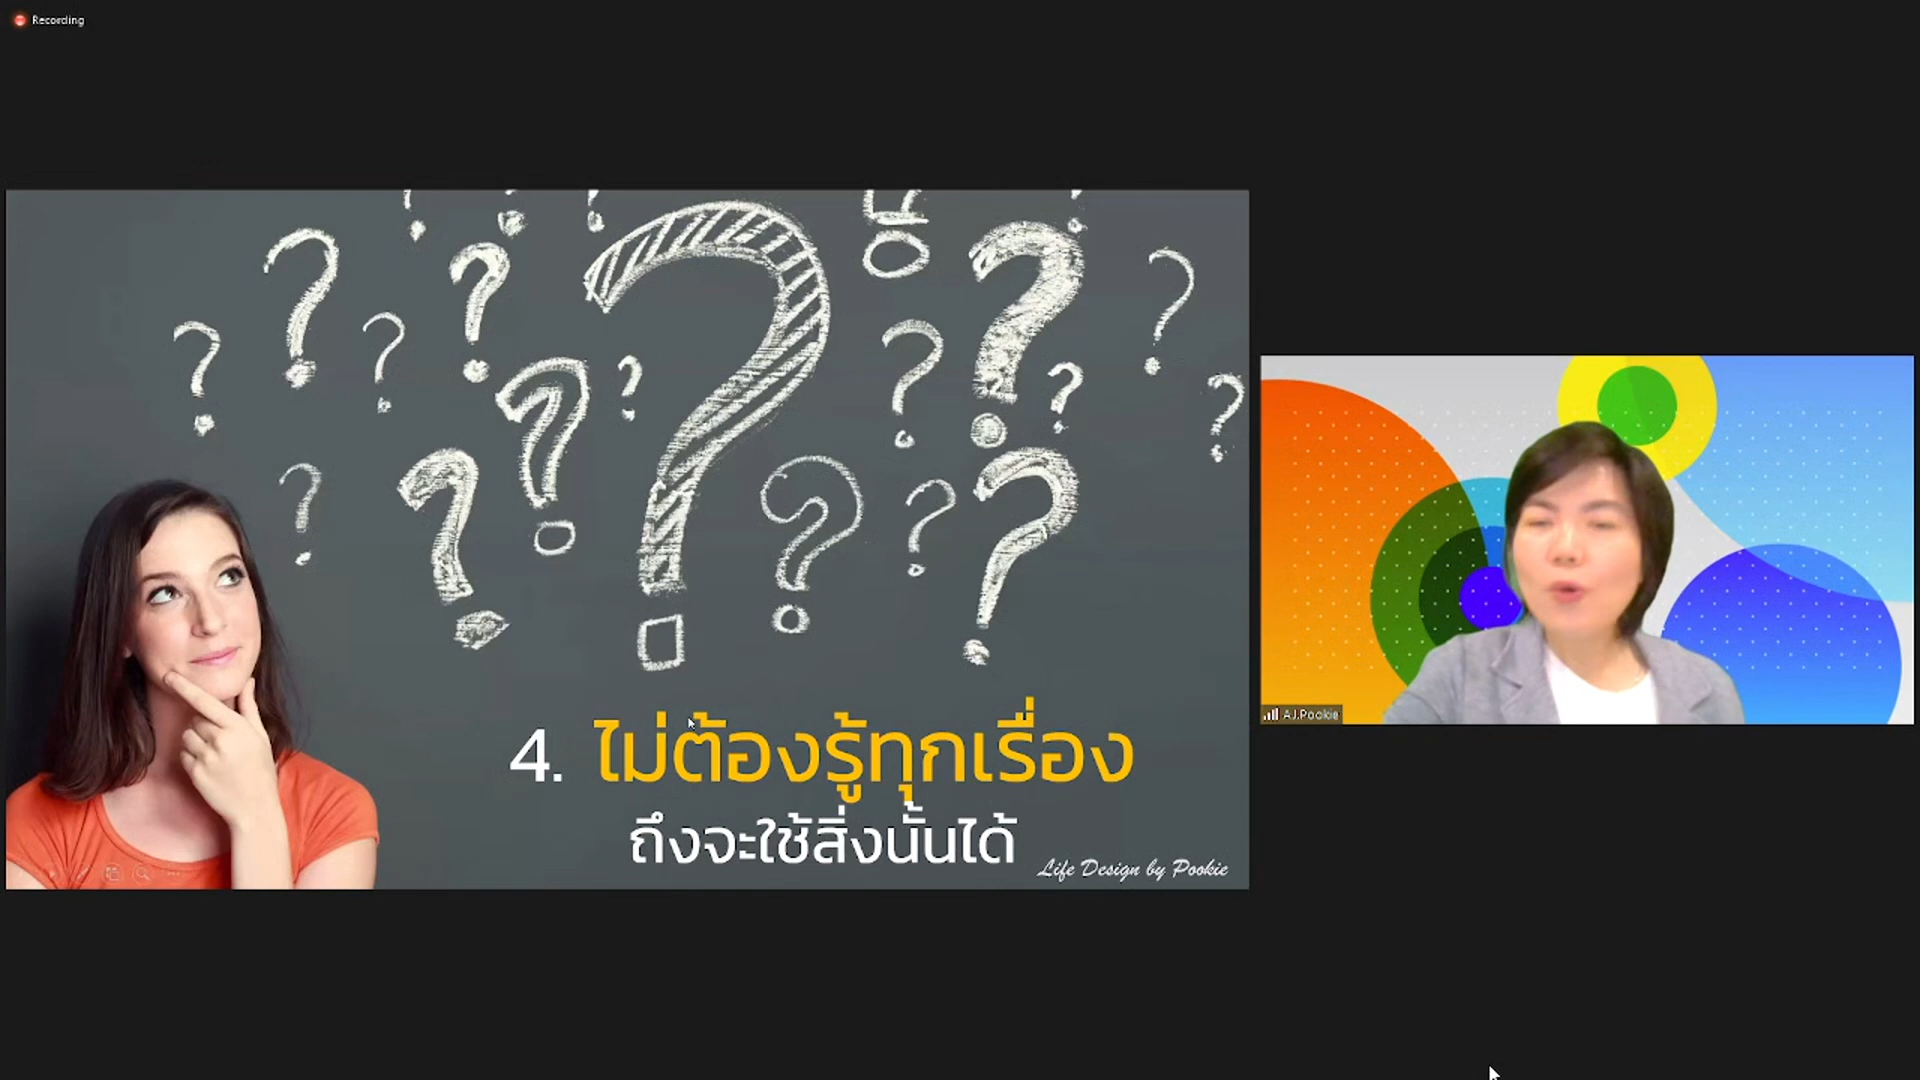 Recording
4. ไม่ต้องรู้ทุกเรื่อง
ถึงจะใช้สิ่งนั้นได้
Life Design by Pookie
AJ.Pookie